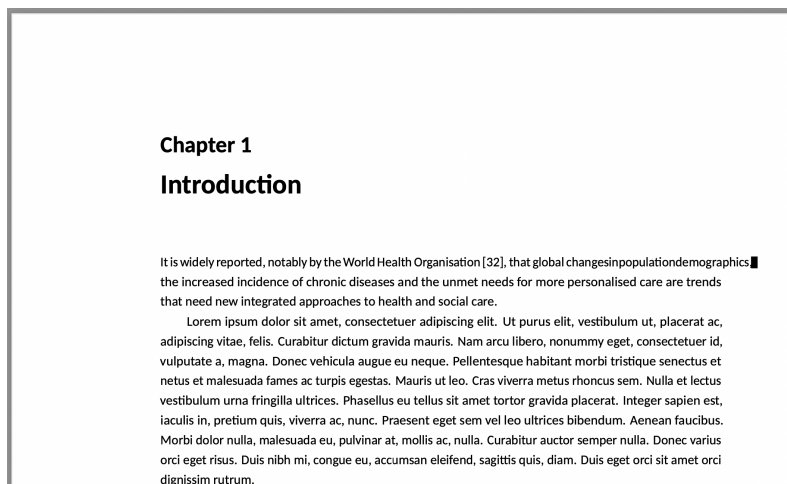 Chapter 1
Introduction
It is widely reported, notably by the World Health Organisation [32], that global changesinpopulationdemographics,
the increased incidence of chronic diseases and the unmet needs for more personalised care are trends
that need new integrated approaches to health and social care.
Lorem ipsum dolor sit amet, consectetuer adipiscing elit. Ut purus elit, vestibulum ut, placerat ac,
adipiscing vitae, felis. Curabitur dictum gravida mauris. Nam arcu libero, nonummy eget, consectetuer id,
vulputate a, magna. Donec vehicula augue eu neque. Pellentesque habitant morbi tristique senectus et
netus et malesuada fames ac turpis egestas. Mauris ut leo. Cras viverra metus rhoncus sem. Nulla et lectus
vestibulum urna fringilla ultrices. Phasellus eu tellus sit amet tortor gravida placerat. Integer sapien est,
iaculis in, pretium quis, viverra ac, nunc. Praesent eget sem vel leo ultrices bibendum. Aenean faucibus.
Morbi dolor nulla, malesuada eu, pulvinar at, mollis ac, nulla. Curabitur auctor semper nulla. Donec varius
orci eget risus. Duis nibh mi, congue eu, accumsan eleifend, sagittis quis, diam. Duis eget orci sit amet orci
dignissim rutrum.